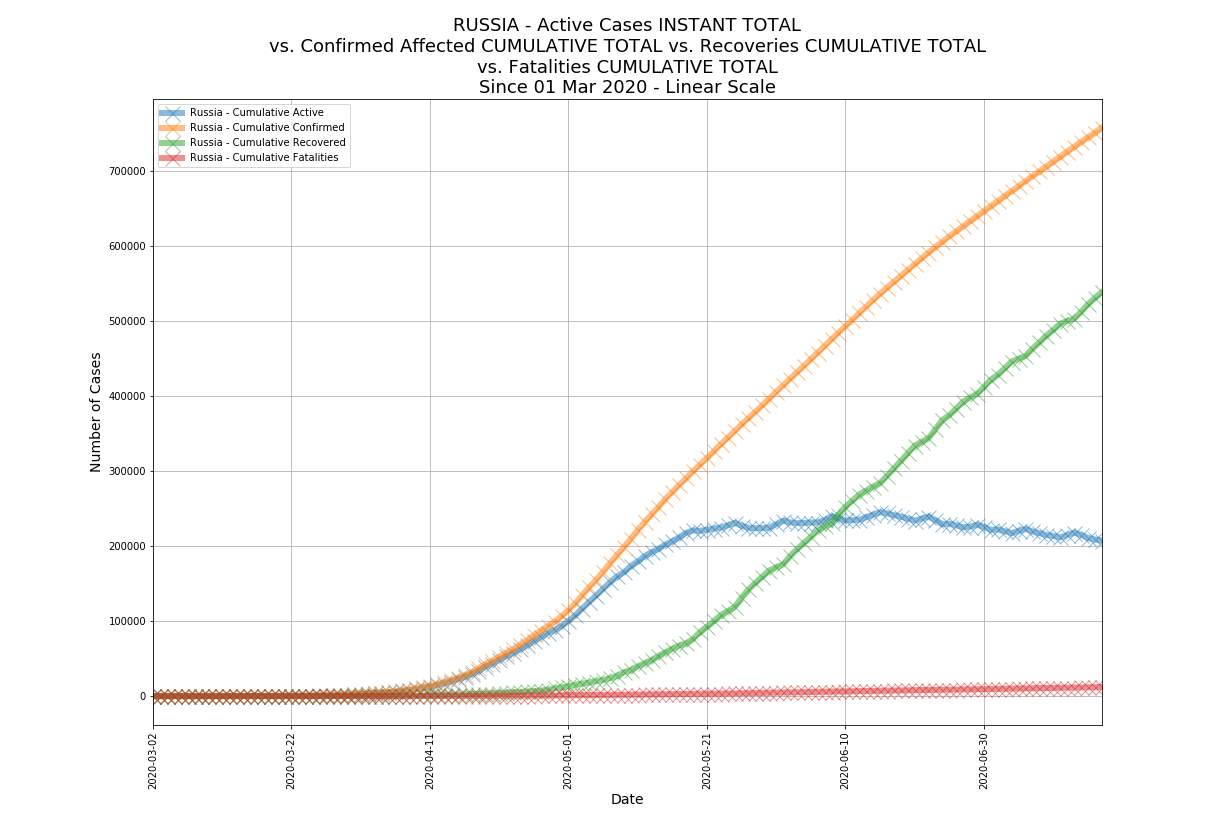 RUSSIA - Active Cases INSTANT TOTAL
vs. Confirmed Affected CUMULATIVE TOTAL vs. Recoveries CUMULATIVE TOTAL
vs. Fatalities CUMULATIVE TOTAL
Since 01 Mar 2020 - Linear Scale
Russia - Cumulative Active
Russia - Cumulative Confirmed
Russia - Cumulative Recovered
Russia - Cumulative Fatalities
Number of Cases
700000
600000
500000
400000
300000
200000
100000
0
2020-03-02
2020-03-22
2020-04-11
2020-05-01
2020-05-21
2020-06-10
2020-06-30
Date